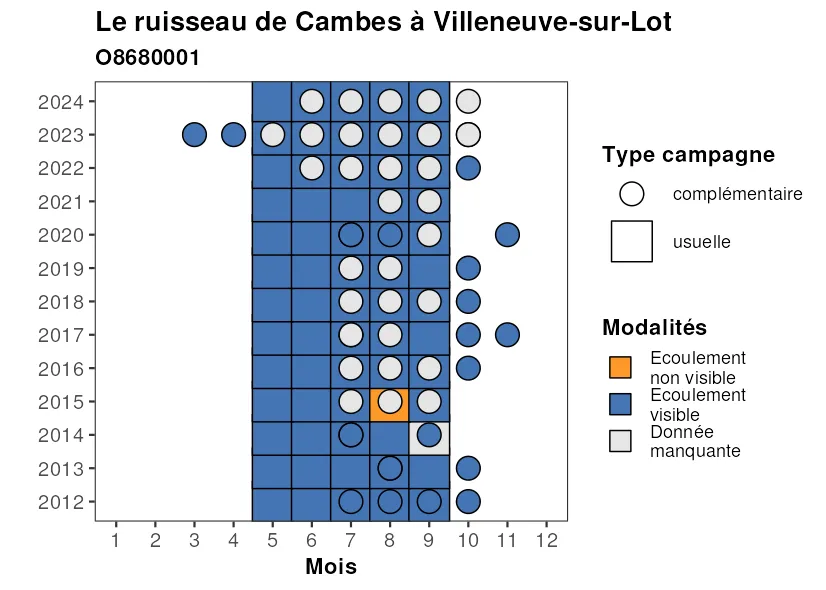 Le ruisseau de Cambes à Villeneuve-sur-Lot
O8680001
2024
2023
2022
2021
2020
2019
2018
2017
2016
2015
2014
2013
2012
1 2 3 4 5 6 7 8 9 10 11 12
Mois
Type campagne
complémentaire
usuelle
Modalités
Ecoulement
non visible
Ecoulement
visible
Donnée
manquante